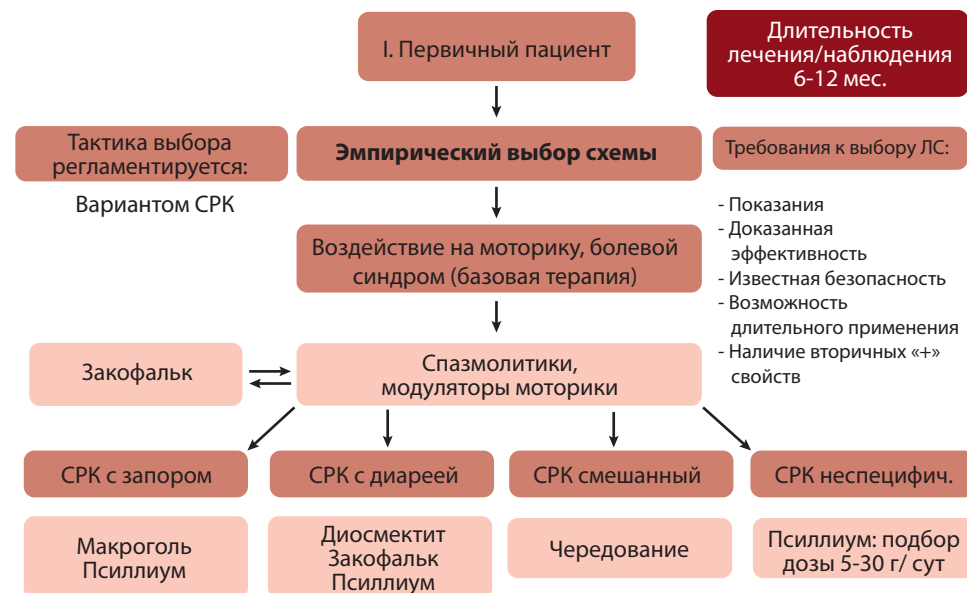 I. Первичный пациент
Длительность
лечения/наблюдения
6-12 мес.
Тактика выбора
регламентируется:
Вариантом СРК
Эмпирический выбор схемы
Требования к выбору ЛС:
- Показания
- Доказанная
эффективность
- Известная безопасность
- Возможность
длительного применения
- Наличие вторичных «+»
свойств
Воздействие на моторику, болевой
синдром (базовая терапия)
Закофальк
Спазмолитики,
модуляторы моторики
СРК с запором
СРК с диареей
СРК смешанный
СРК неспецифич.
Макроголь
Псиллиум
Диосмектит
Закофальк
Псиллиум
Чередование
Псиллиум: подбор
дозы 5-30 г/ сут